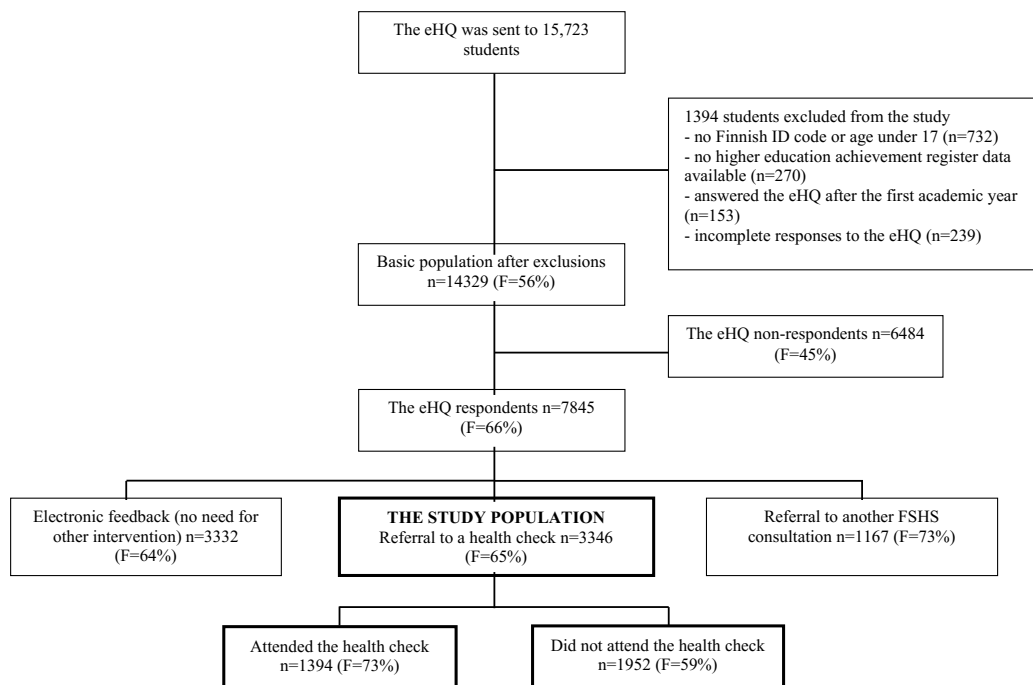 The eHQ was sent to 15,723
students
1394 students excluded from the study
- no Finnish ID code or age under 17 (n=732)
- no higher education achievement register data
available (n=270)
- answered the eHQ after the first academic year
(n=153)
- incomplete responses to the eHQ (n=239)
Basic population after exclusions
n=14329 (F=56%)
The eHQ non-respondents n=6484
(F=45%)
The eHQ respondents n=7845
(F=66%)
Electronic feedback (no need for
other intervention) n=3332
(F=64%)
THE STUDY POPULATION
Referral to a health check n=3346
(F=65%)
Referral to another FSHS
consultation n=1167 (F=73%)
Attended the health check
n=1394 (F=73%)
Did not attend the health check
n=1952 (F=59%)